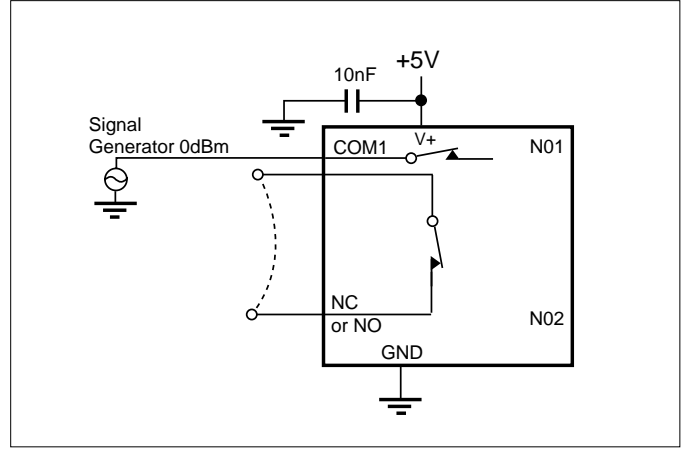 +5V
10nF
Signal
Generator 0dBm
V+
COM1
N01
NC
or NO
N02
GND